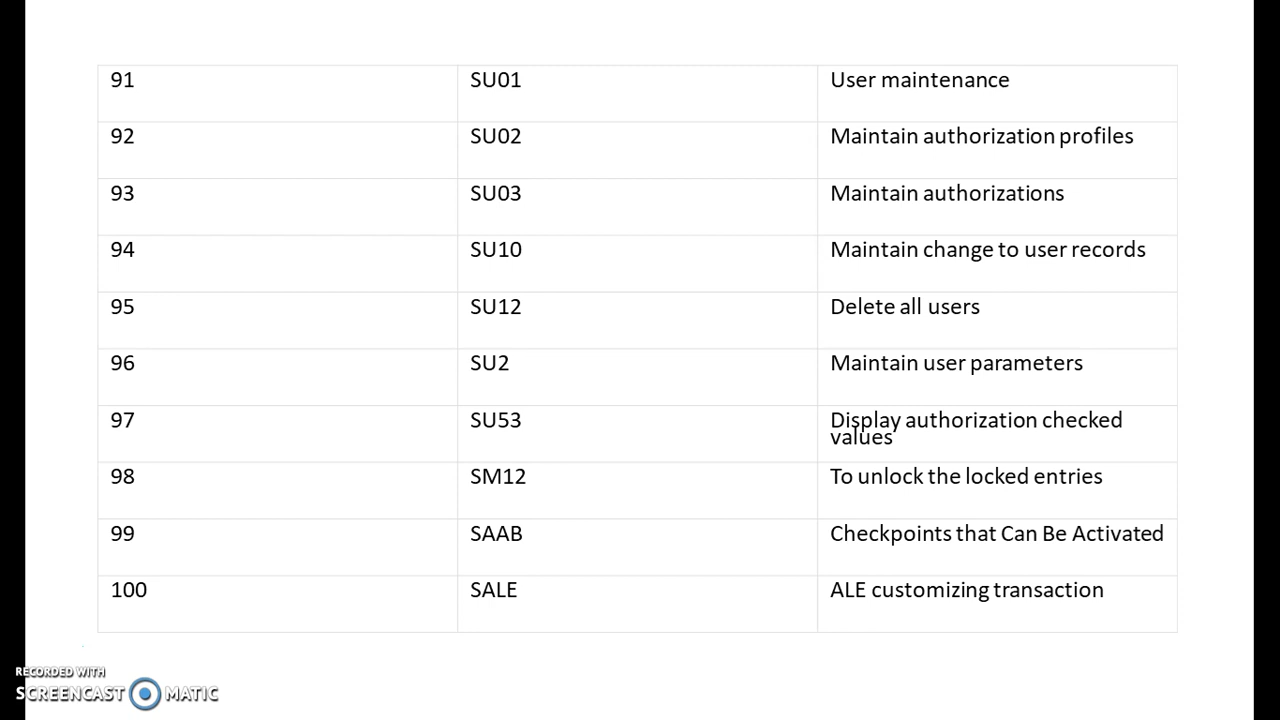 91 SU01 User maintenance
92 SU02 Maintain authorization profiles
93 SU03 Maintain authorizations
94 SU10 Maintain change to user records
95 SU12 Delete all users
96 SU2 Maintain user parameters
97 SU53 Display authorization checked
values
98 SM12 To unlock the locked entries
99 SAAB Checkpoints that Can Be Activated
100 SALE ALE customizing transaction
RECORDED WITH
SCREENCAST MATIC